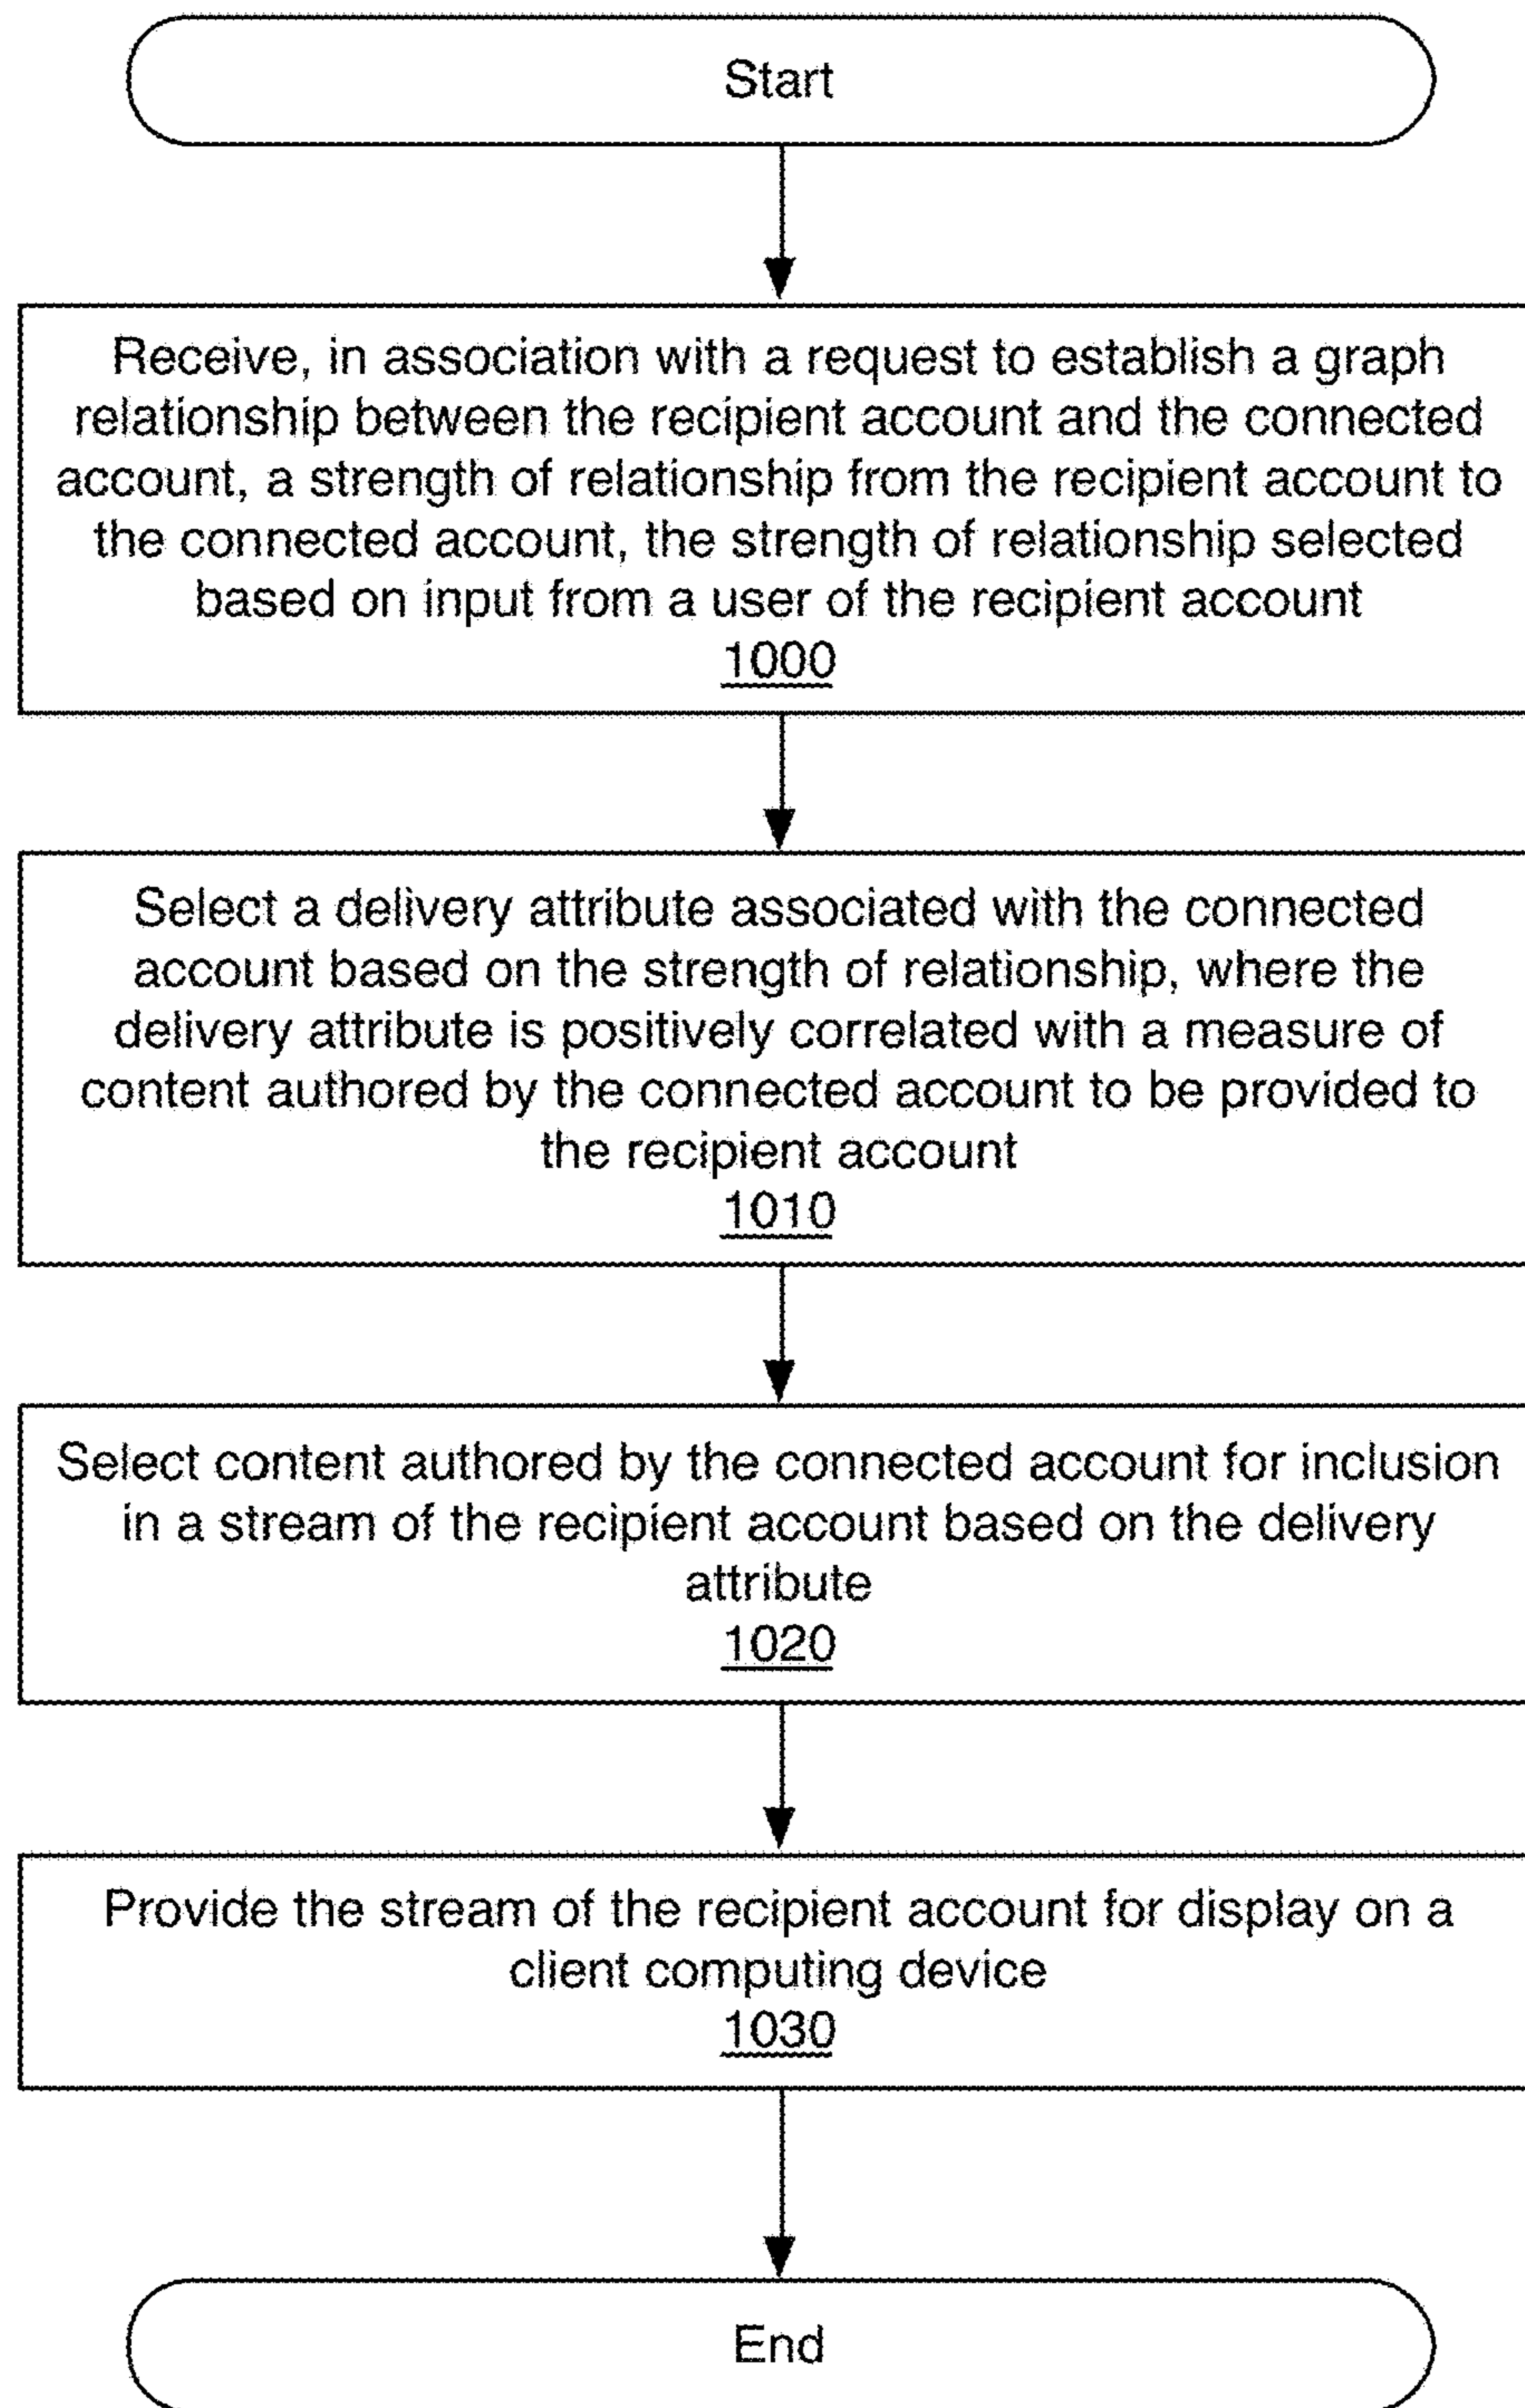 Start
Receive, in association with a request to establish a graph
relationship between the recipient account and the connected
account, a strength of relationship from the recipient account to
the connected account, the strength of relationship selected
based on input from a user of the recipient account
1000
Select a delivery attribute associated with the connected
account based on the strength of relationship, where the
delivery attribute is positively correlated with a measure of
content authored by the connected account to be provided to
the recipient account
1010
Select content authored by the connected account for inclusion
in a stream of the recipient account based on the delivery
attribute
1020
Provide the stream of the recipient account for display on a
client computing device
1030
End